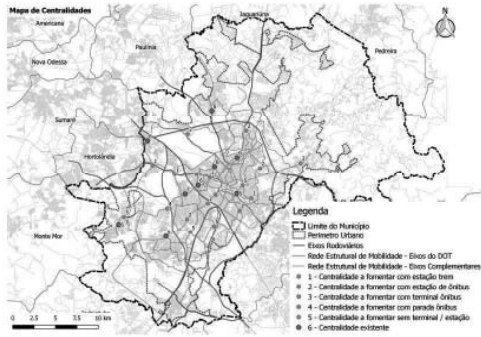 Mapa de Centralidades
Jaguariúna
N
Americana
Paulínia
Pedreira
Nova Odessa
Sumaré
Hortolândia
Monte Mor
Legenda
Limite do Município
Perímetro Urbano
Eixos Rodoviários
Rede Estrutural de Mobilidade - Eixos do DOT
Rede Estrutural de Mobilidade - Eixos Complementares
1 - Centralidade a fomentar com estação trem
2 - Centralidade a fomentar com estação de ônibus
3 - Centralidade a fomentar com terminal ônibus
4 - Centralidade a fomentar com parada ônibus
5 - Centralidade a fomentar sem terminal / estação
6 - Centralidade existente
0 2.5 5 7.5 10 km